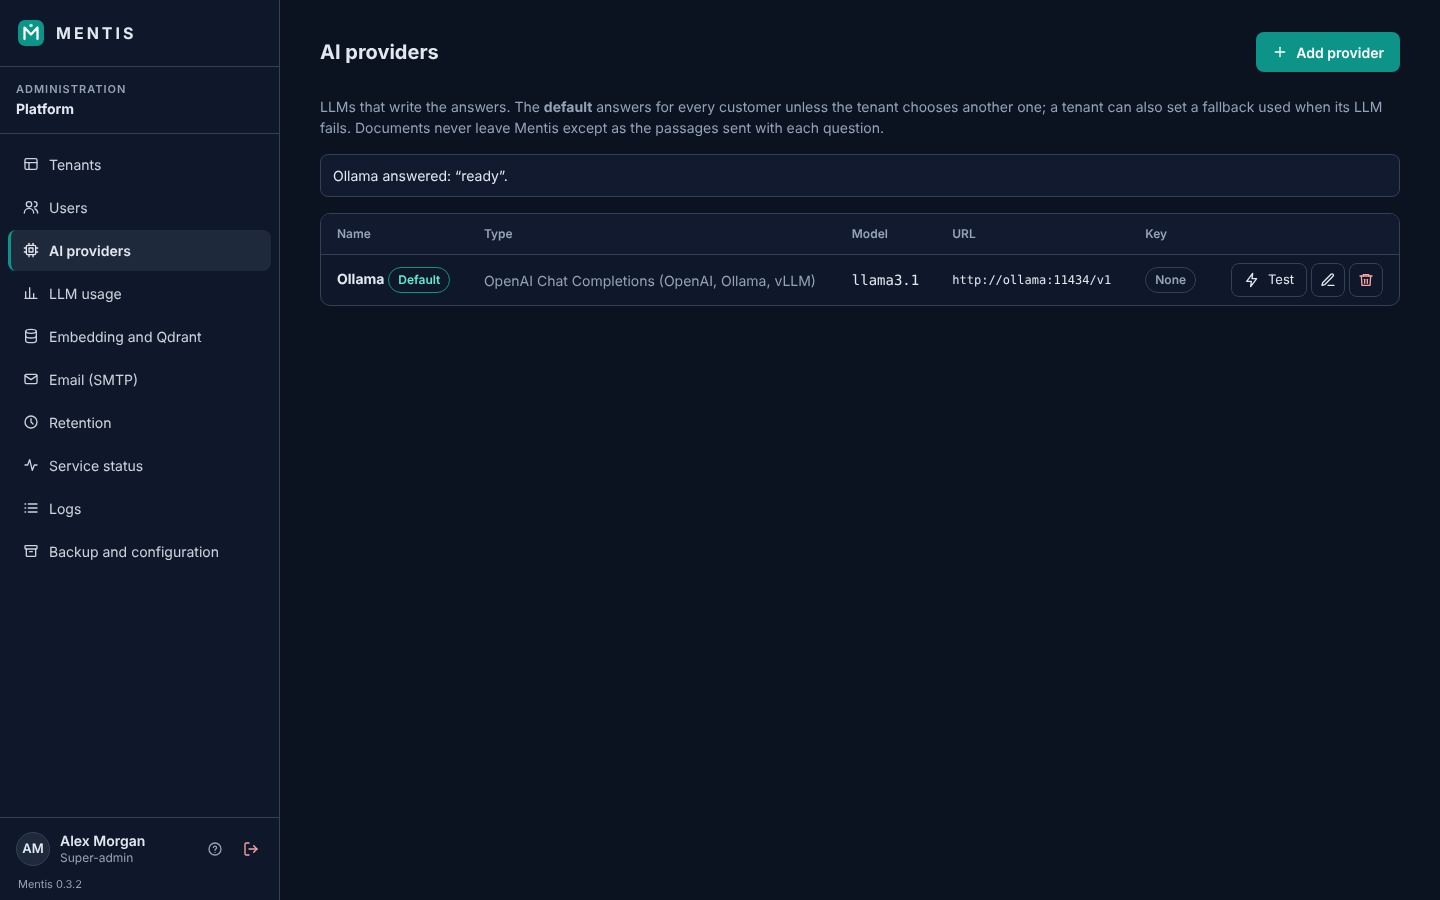 MENTIS
ADMINISTRATION
Platform
Tenants
Users
AI providers
LLM usage
Embedding and Qdrant
Email (SMTP)
Retention
Service status
Logs
Backup and configuration
AM
Alex Morgan
Super-admin
Mentis 0.3.2
AI providers
Add provider
LLMs that write the answers. The default answers for every customer unless the tenant chooses another one; a tenant can also set a fallback used when its LLM
fails. Documents never leave Mentis except as the passages sent with each question.
Ollama answered: “ready”.
Name Type Model URL Key
Ollama Default OpenAI Chat Completions (OpenAI, Ollama, vLLM) llama3.1 http://ollama:11434/v1 None Test